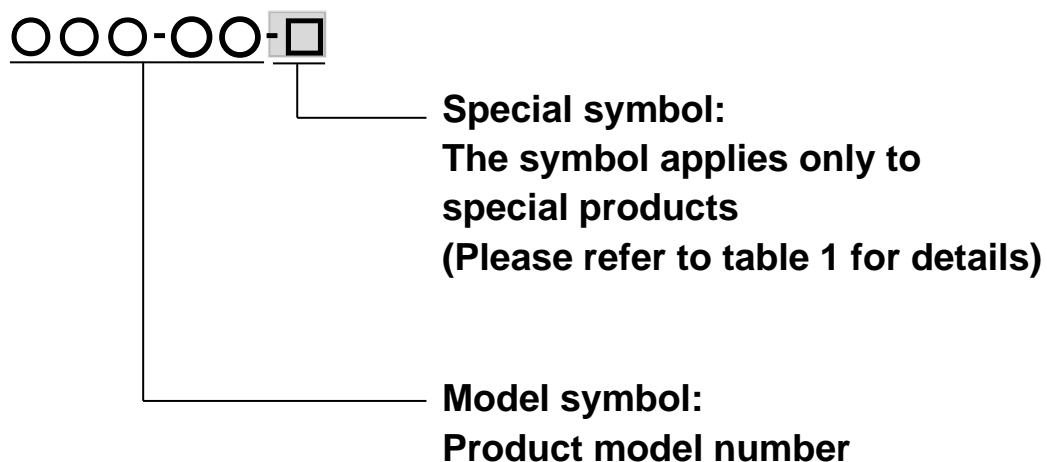 ○○○-○○-□
Special symbol:
The symbol applies only to
special products
(Please refer to table 1 for details)
Model symbol:
Product model number